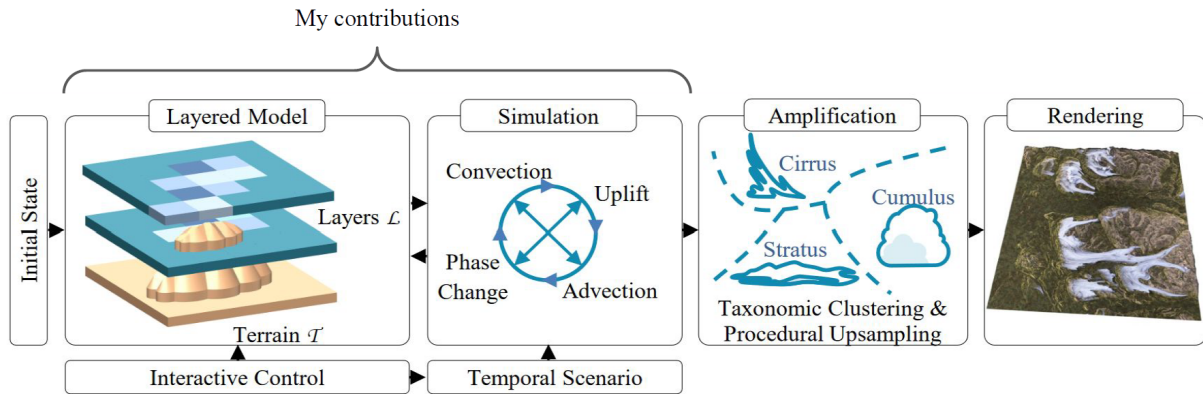 My contributions
Initial State
Layered Model
Layers ℒ
Terrain 𝒯
Simulation
Convection
Uplift
Phase
Change
Advection
Amplification
Cirrus
Cumulus
Stratus
Taxonomic Clustering &
Procedural Upsampling
Rendering
Interactive Control
Temporal Scenario